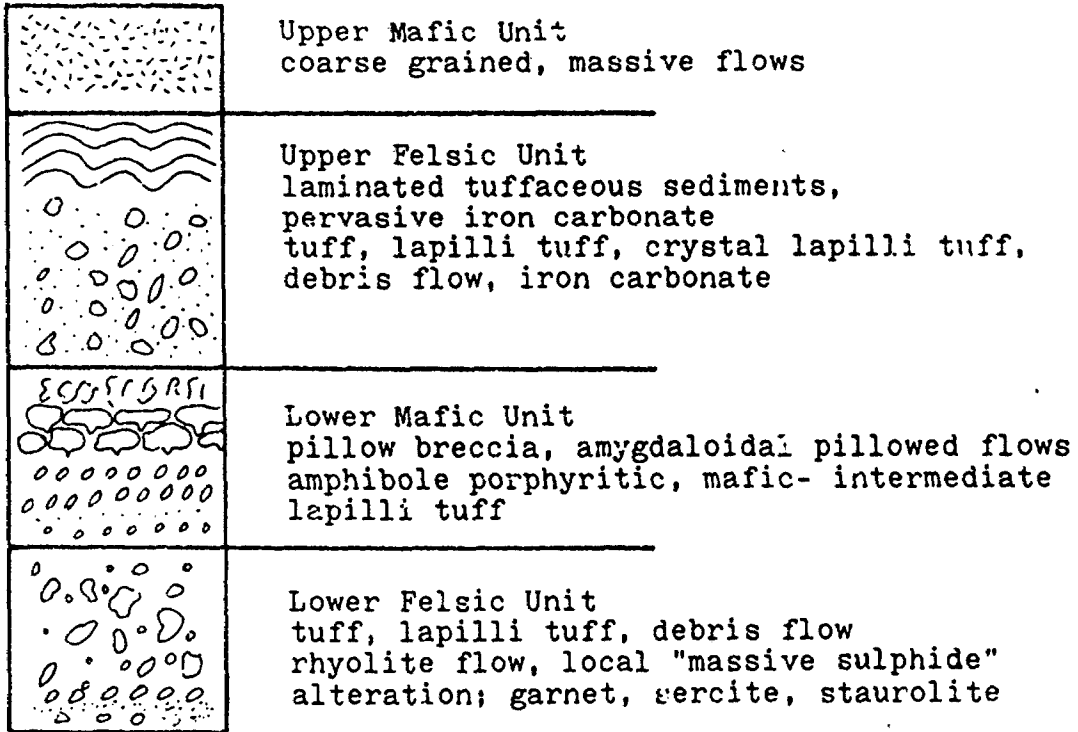 Upper Mafic Unit
coarse grained, massive flows
Upper Felsic Unit
laminated tuffaceous sediments,
pervasive iron carbonate
tuff, lapilli tuff, crystal lapilli tuff,
debris flow, iron carbonate
Lower Mafic Unit
pillow breccia, amygdaloidal pillowed flows
amphibole porphyritic, mafic- intermediate
lapilli tuff
Lower Felsic Unit
tuff, lapilli tuff, debris flow
rhyolite flow, local "massive sulphide"
alteration; garnet, sercite, staurolite